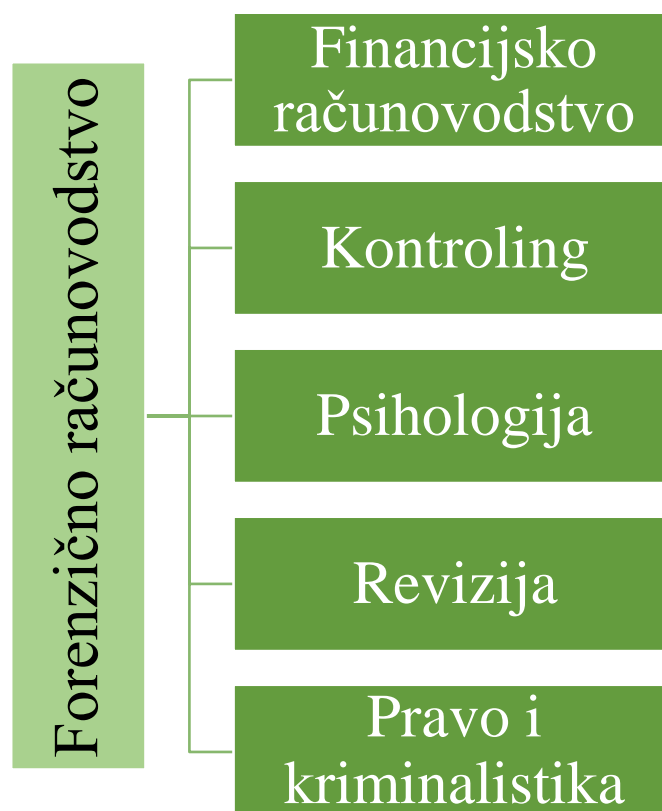 Forenzično računovodstvo
Financijsko
računovodstvo
Kontroling
Psihologija
Revizija
Pravo i
kriminalistika